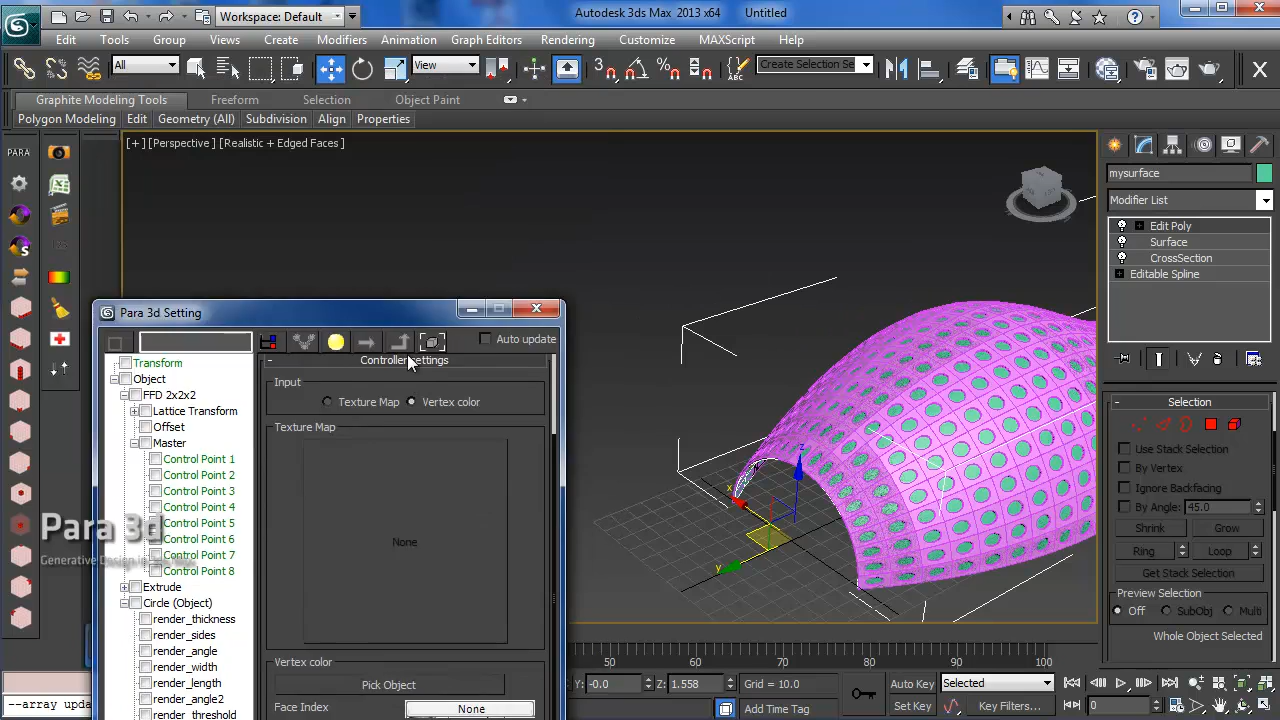 Workspace: Default
Autodesk 3ds Max 2013 x64 Untitled
Edit Tools Group Views Create Modifiers Animation Graph Editors Rendering Customize MAXScript Help
All
View
Create Selection Se
Graphite Modeling Tools Freeform Selection Object Paint
Polygon Modeling Edit Geometry (All) Subdivision Align Properties
PARA
[+] [Perspective] [Realistic + Edged Faces]
mysurface
Modifier List
Edit Poly
Surface
CrossSection
Editable Spline
Para 3d Setting
Auto update
Transform
Object
FFD 2x2x2
Lattice Transform
Offset
Master
Control Point 1
Control Point 2
Control Point 3
Control Point 4
Control Point 5
Control Point 6
Control Point 7
Control Point 8
Extrude
Circle (Object)
render_thickness
render_sides
render_angle
render_width
render_length
render_angle2
render_threshold
Controller settings
Input
Texture Map Vertex color
Texture Map
None
Vertex color
Pick Object
Face Index None
Para 3d
x
y
z
Selection
Use Stack Selection
By Vertex
Ignore Backfacing
By Angle: 45.0
Shrink Grow
Ring Loop
Get Stack Selection
Preview Selection
Off SubObj Multi
Whole Object Selected
50 60 70 80 90 100
Y: -0.0 Z: 1.558 Grid = 10.0
Add Time Tag
Auto Key Selected
Set Key Key Filters...
0
--array upda